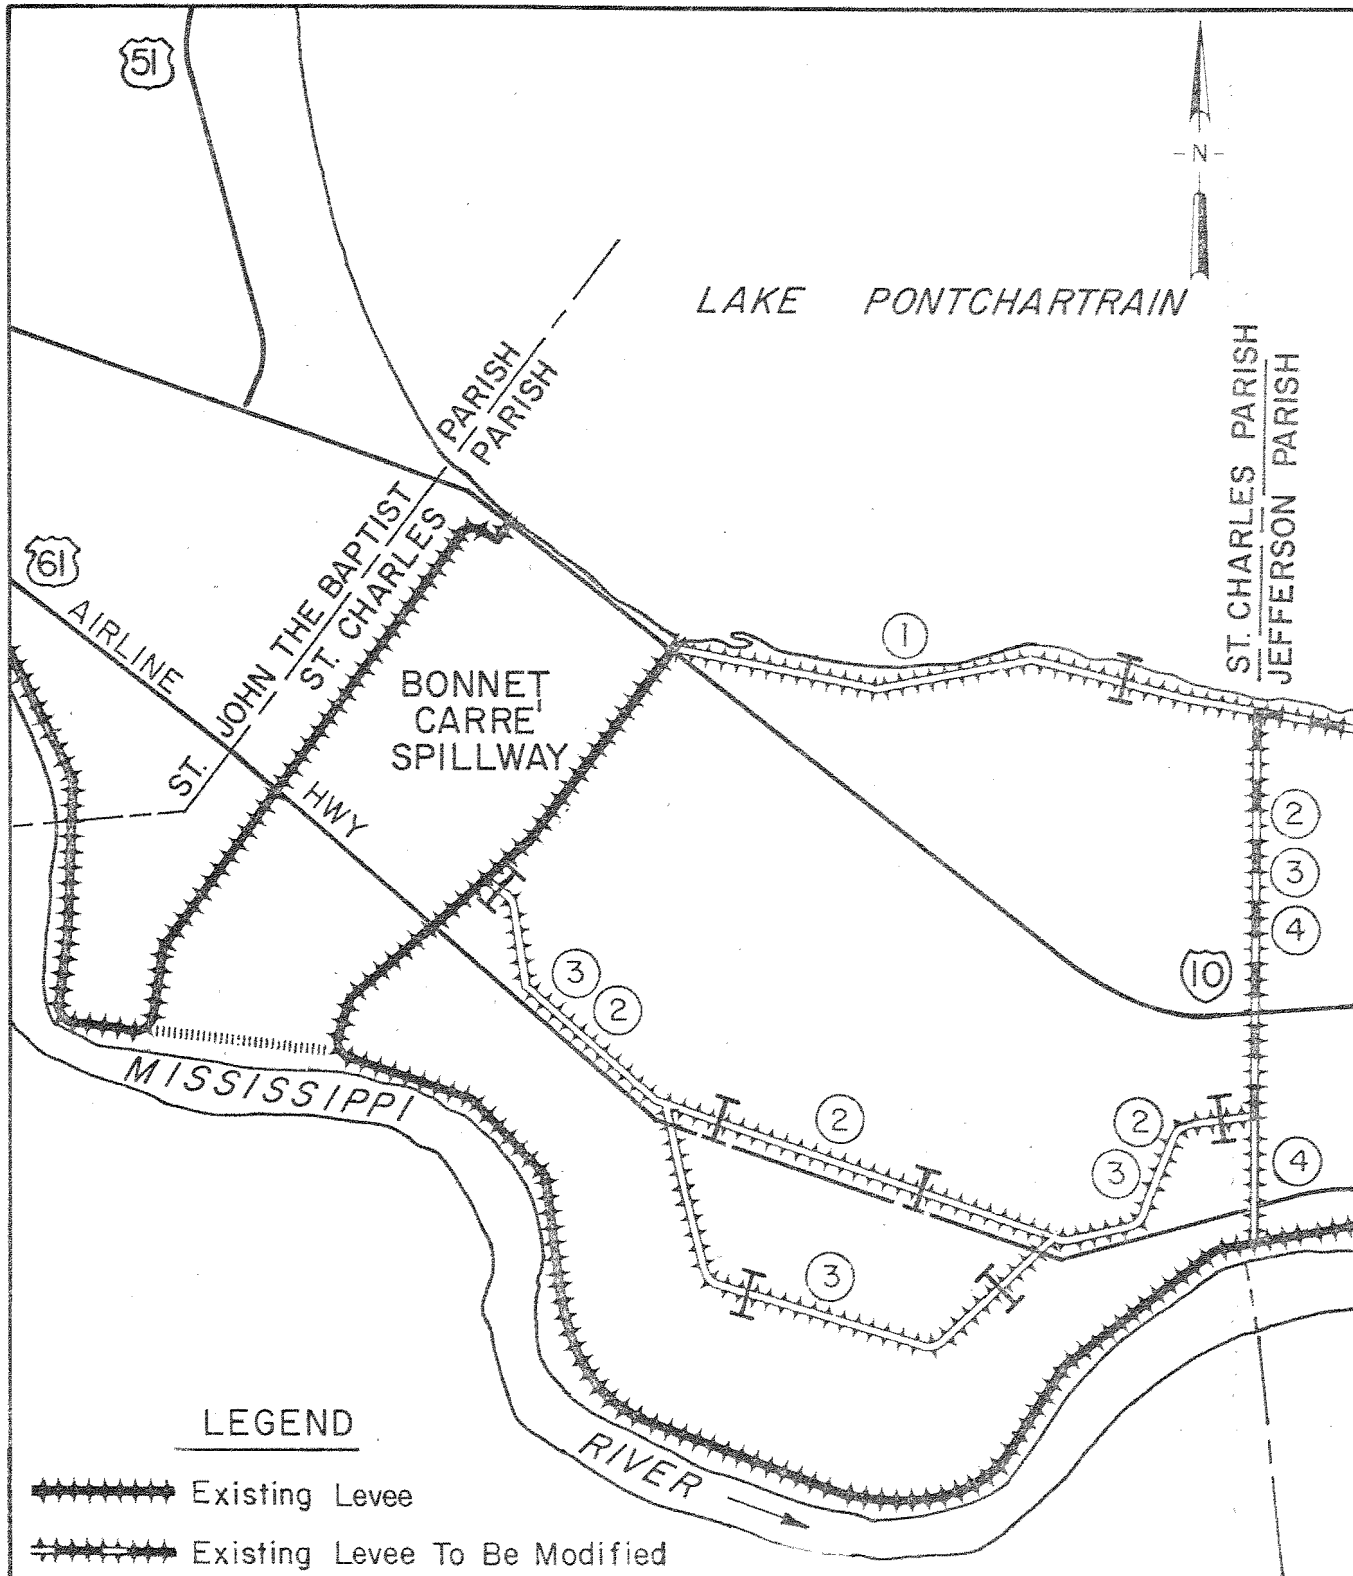 51
N
LAKE PONTCHARTRAIN
ST. JOHN THE BAPTIST PARISH
ST. CHARLES PARISH
ST. CHARLES PARISH
JEFFERSON PARISH
61
AIRLINE HWY
BONNET
CARRE
SPILLWAY
1
2
3
4
10
3
2
2
2
3
4
3
MISSISSIPPI RIVER
LEGEND
Existing Levee
Existing Levee To Be Modified